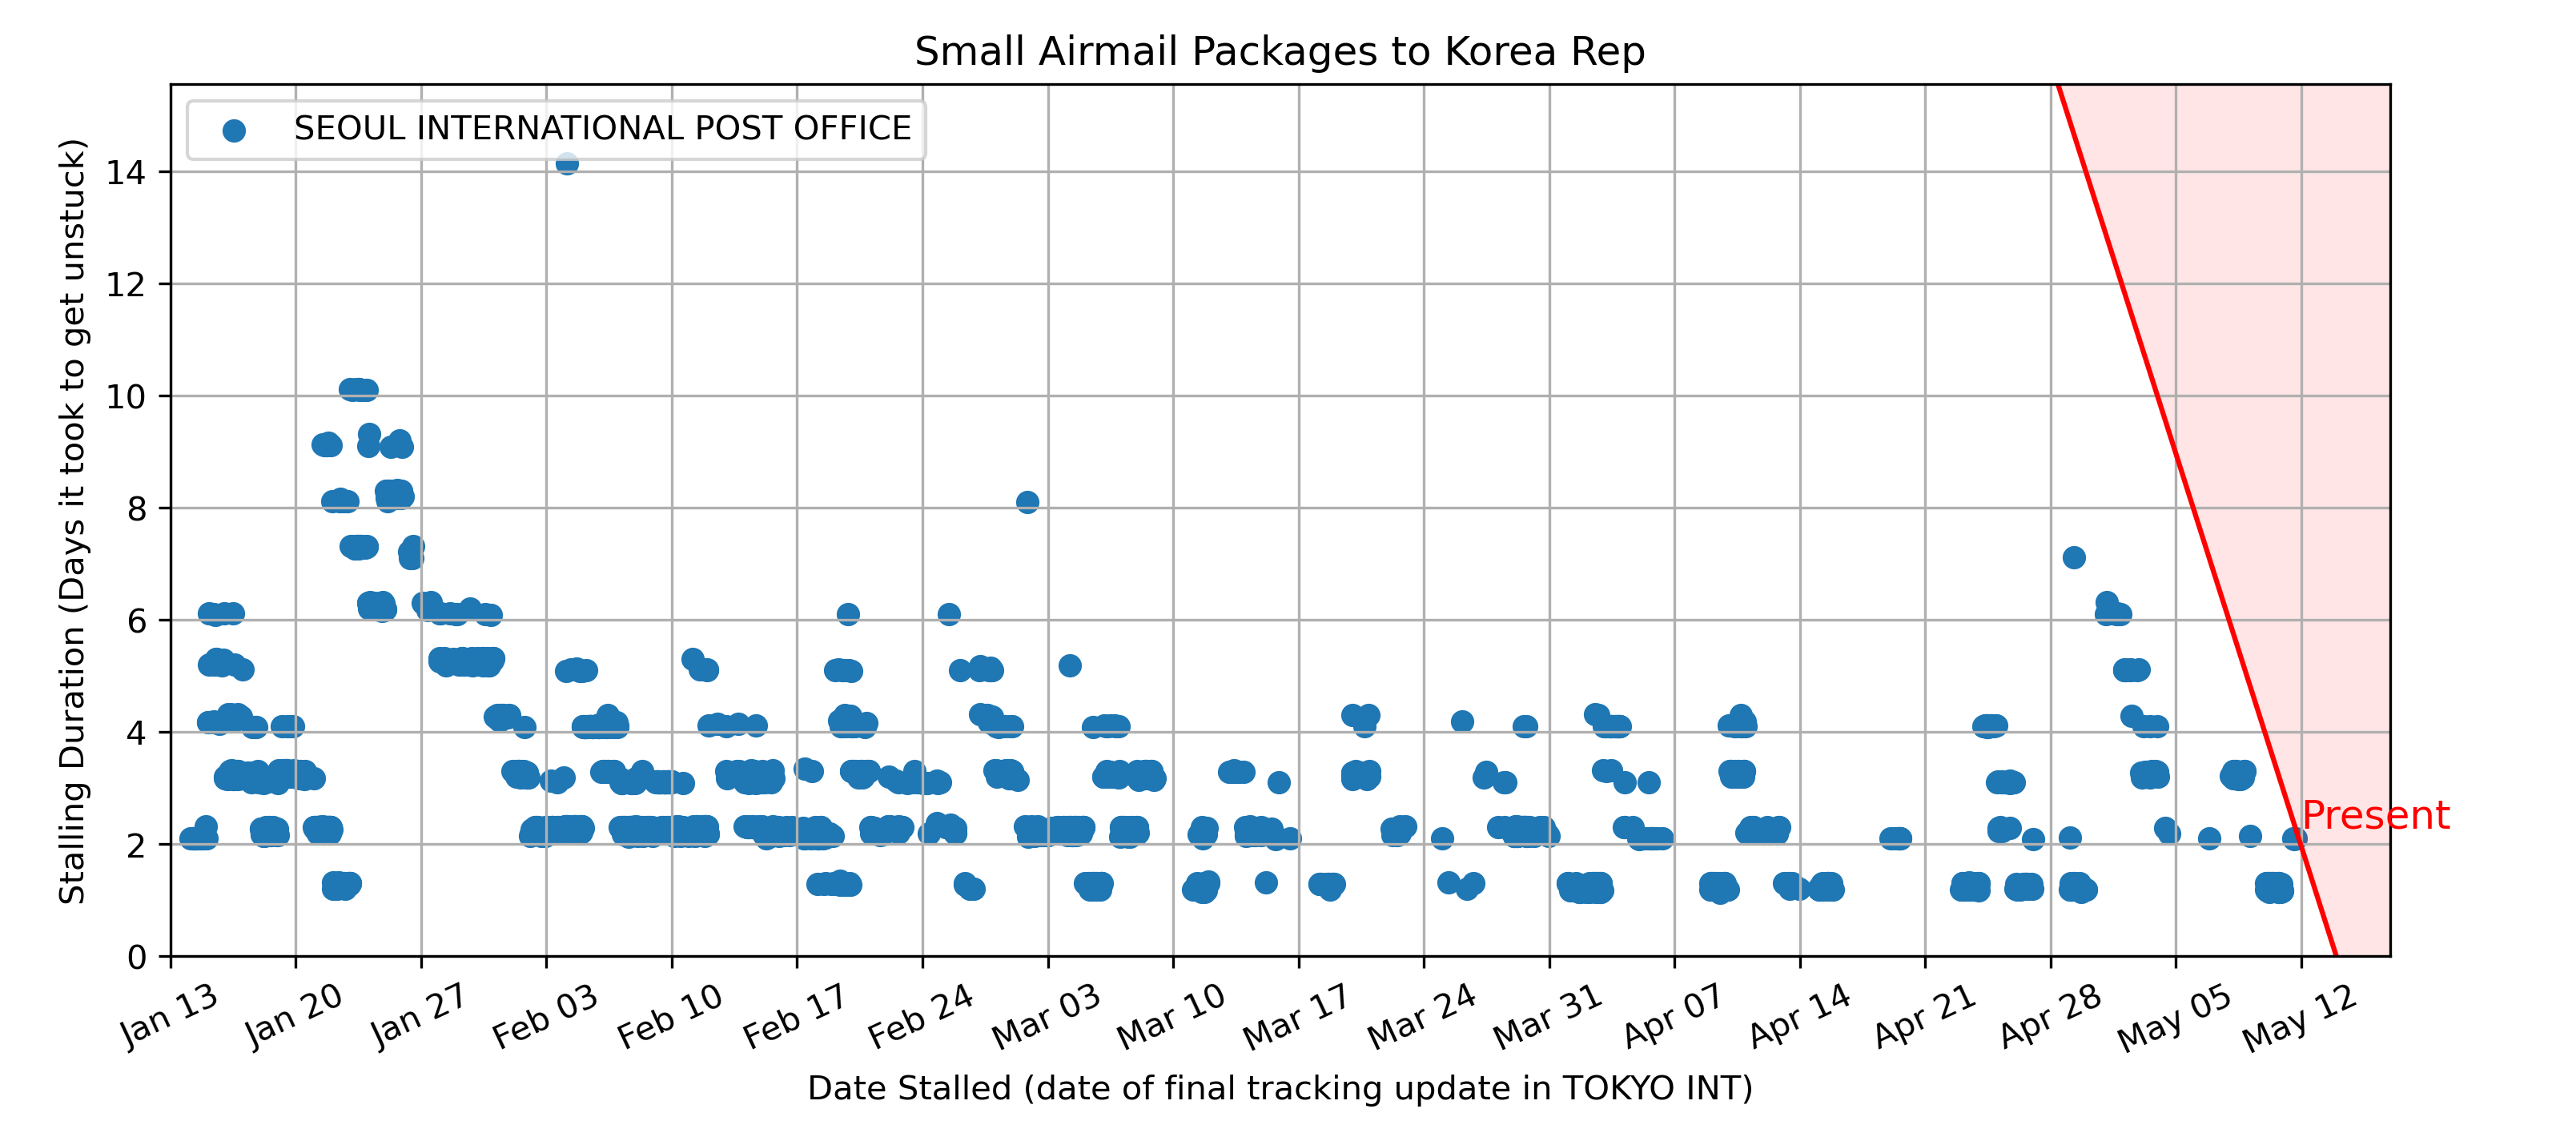 Small Airmail Packages to Korea Rep
SEOUL INTERNATIONAL POST OFFICE
Stalling Duration (Days it took to get unstuck)
14
12
10
8
6
4
2
0
Present
Jan 13
Jan 20
Jan 27
Feb 03
Feb 10
Feb 17
Feb 24
Mar 03
Mar 10
Mar 17
Mar 24
Mar 31
Apr 07
Apr 14
Apr 21
Apr 28
May 05
May 12
Date Stalled (date of final tracking update in TOKYO INT)